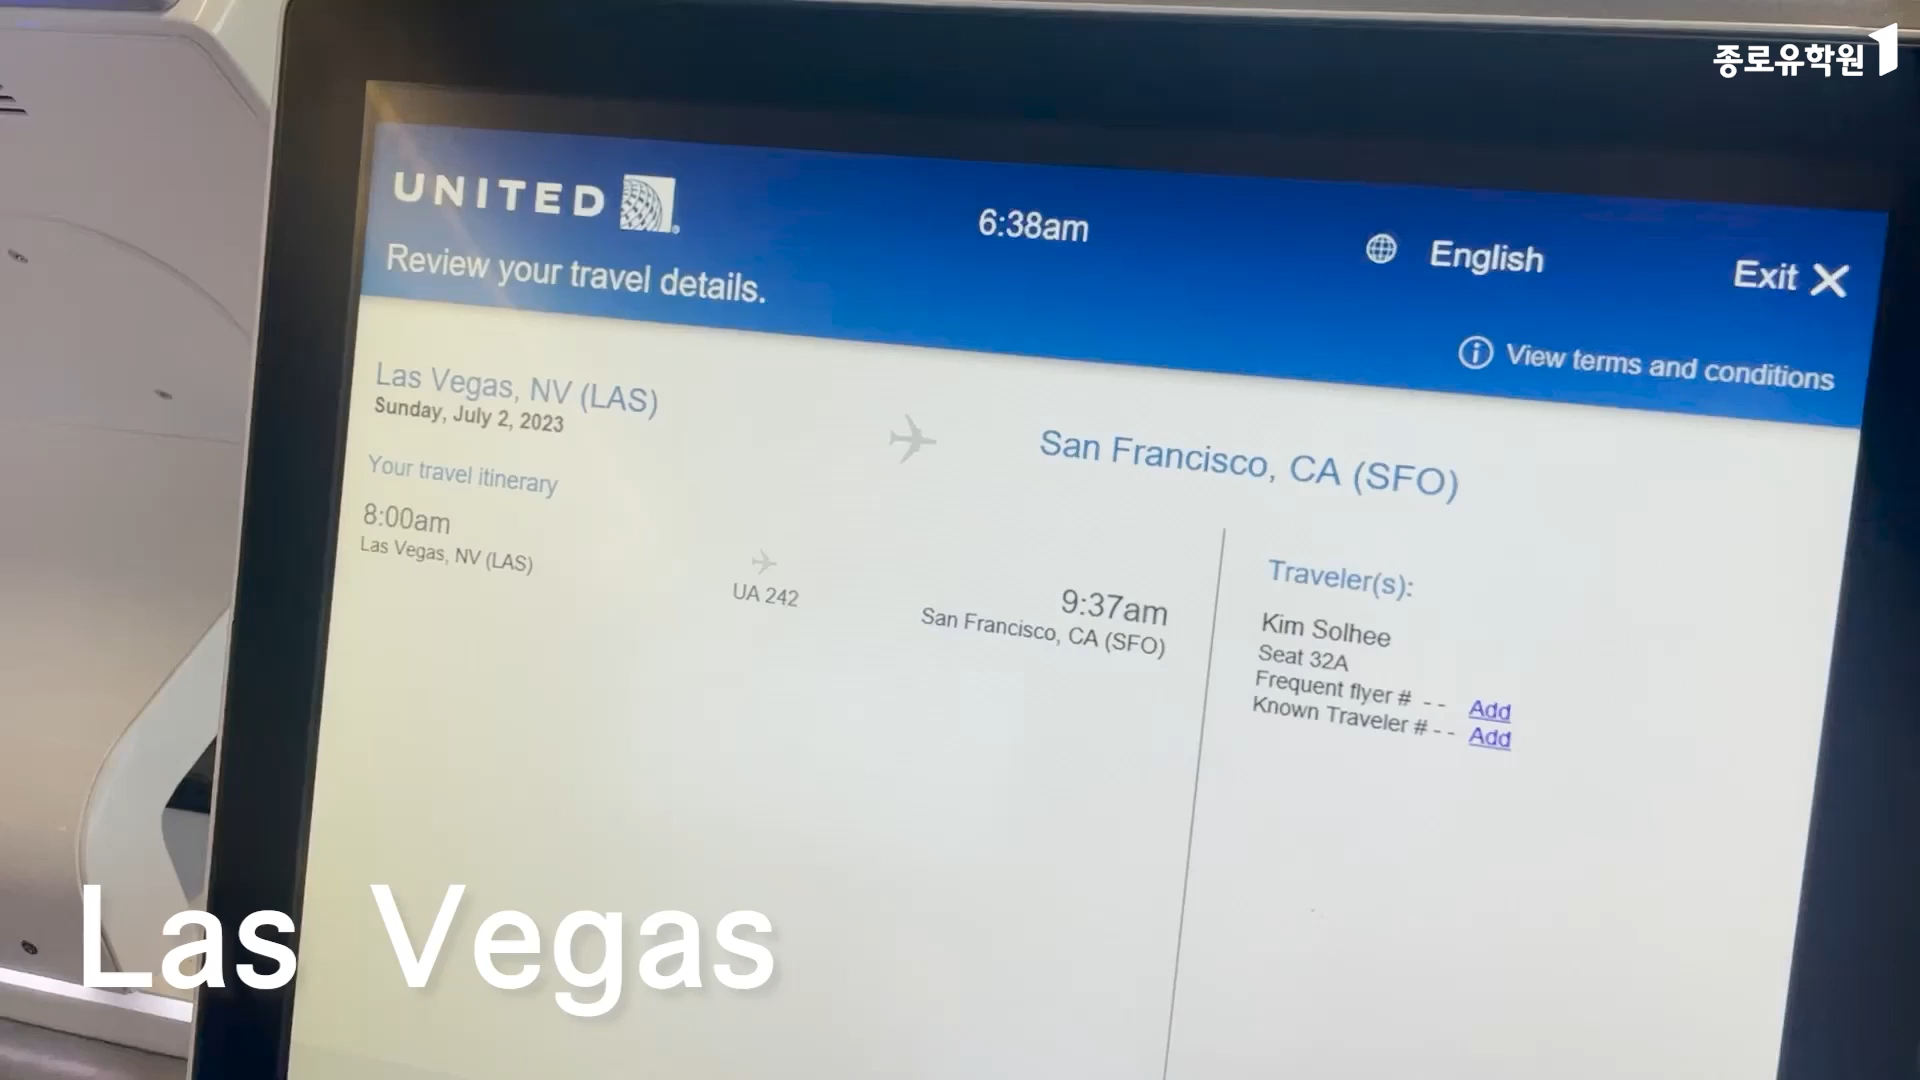 종로유학원
UNITED
6:38am
English
Exit
Review your travel details.
View terms and conditions
Las Vegas, NV (LAS)
Sunday, July 2, 2023
San Francisco, CA (SFO)
Your travel itinerary
8:00am
Las Vegas, NV (LAS)
UA 242
9:37am
San Francisco, CA (SFO)
Traveler(s):
Kim Solhee
Seat 32A
Frequent flyer # - - Add
Known Traveler # - - Add
Las Vegas